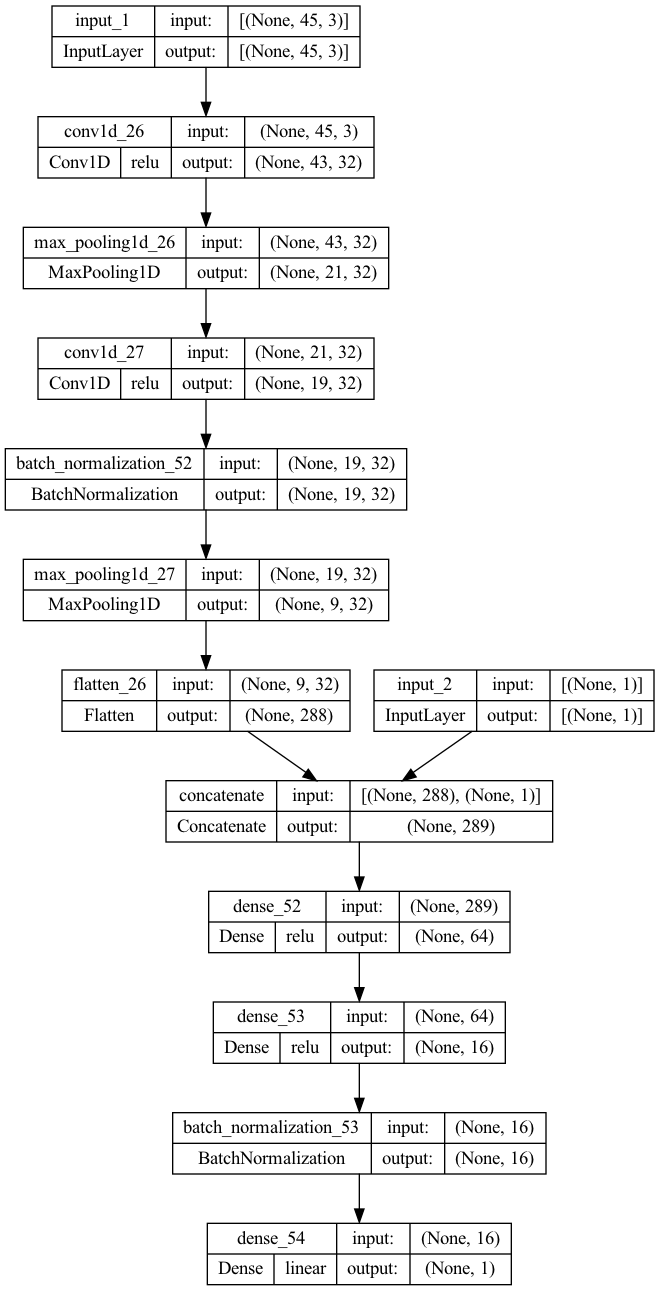 input_1 input: [(None, 45, 3)]
InputLayer output: [(None, 45, 3)]
conv1d_26 input: (None, 45, 3)
Conv1D relu output: (None, 43, 32)
max_pooling1d_26 input: (None, 43, 32)
MaxPooling1D output: (None, 21, 32)
conv1d_27 input: (None, 21, 32)
Conv1D relu output: (None, 19, 32)
batch_normalization_52 input: (None, 19, 32)
BatchNormalization output: (None, 19, 32)
max_pooling1d_27 input: (None, 19, 32)
MaxPooling1D output: (None, 9, 32)
flatten_26 input: (None, 9, 32)
Flatten output: (None, 288)
input_2 input: [(None, 1)]
InputLayer output: [(None, 1)]
concatenate input: [(None, 288), (None, 1)]
Concatenate output: (None, 289)
dense_52 input: (None, 289)
Dense relu output: (None, 64)
dense_53 input: (None, 64)
Dense relu output: (None, 16)
batch_normalization_53 input: (None, 16)
BatchNormalization output: (None, 16)
dense_54 input: (None, 16)
Dense linear output: (None, 1)